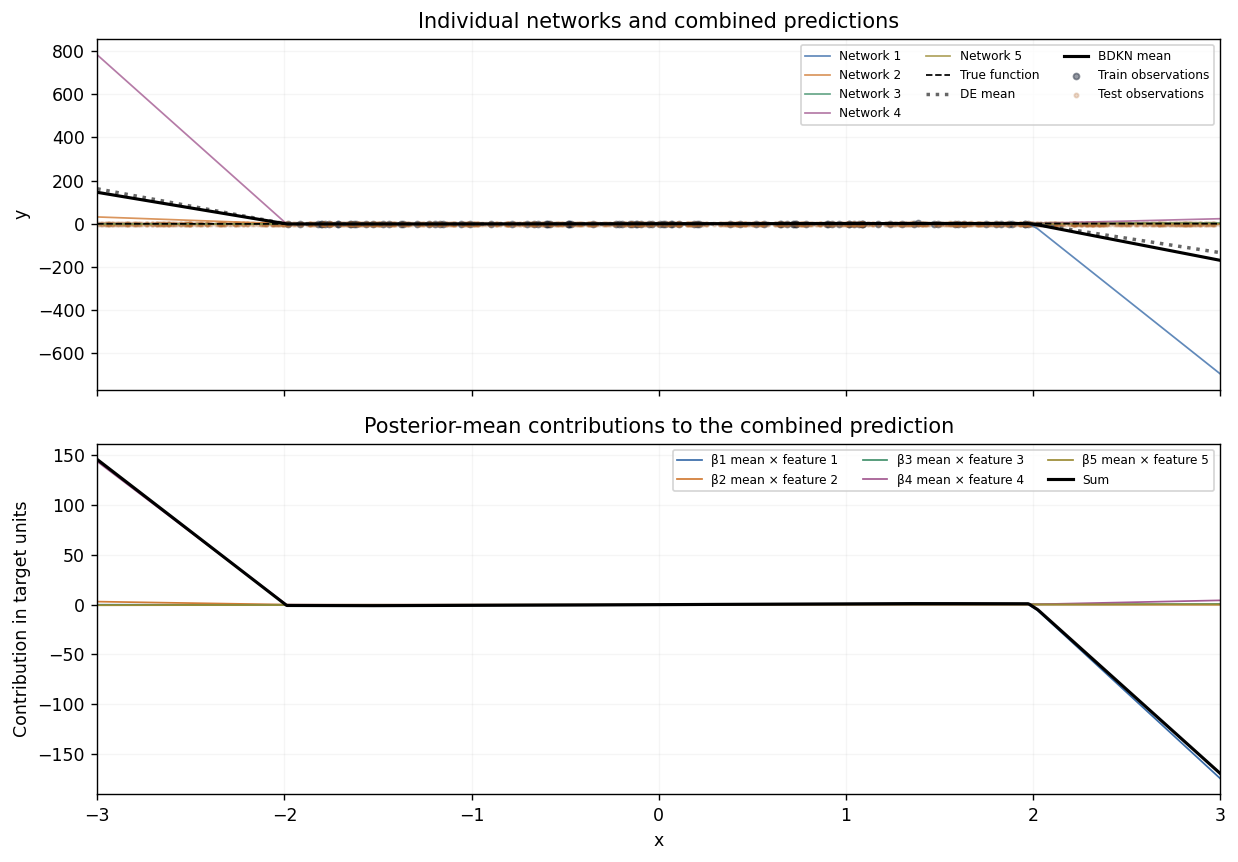 Individual networks and combined predictions
800
600
400
200
0
−200
−400
−600
y
Network 1
Network 2
Network 3
Network 4
Network 5
True function
DE mean
BDKN mean
Train observations
Test observations
Posterior-mean contributions to the combined prediction
150
100
50
0
−50
−100
−150
Contribution in target units
β1 mean × feature 1
β2 mean × feature 2
β3 mean × feature 3
β4 mean × feature 4
β5 mean × feature 5
Sum
−3 −2 −1 0 1 2 3
x